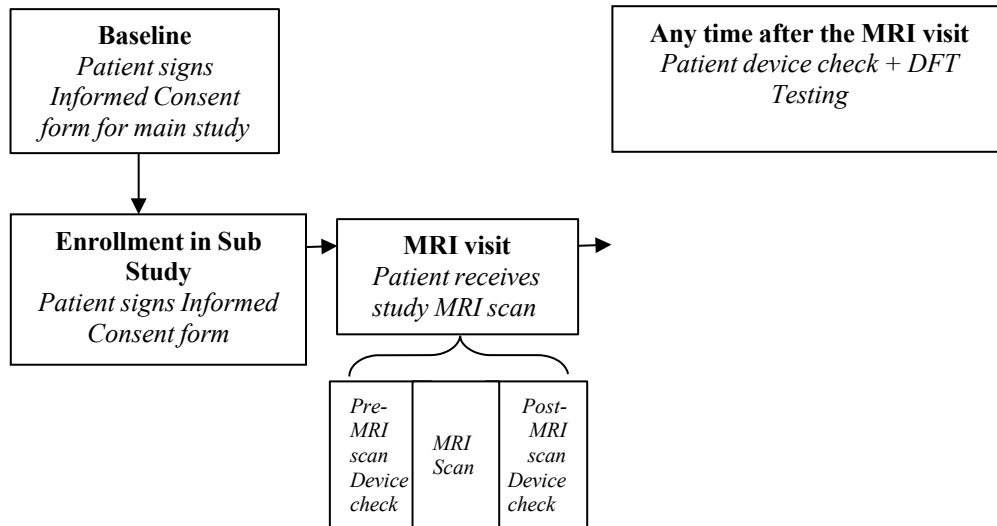 Baseline
Patient signs
Informed Consent
form for main study
Any time after the MRI visit
Patient device check + DFT
Testing
Enrollment in Sub
Study
Patient signs Informed
Consent form
MRI visit
Patient receives
study MRI scan
Pre-
MRI
scan
Device
check
MRI
Scan
Post-
MRI
scan
Device
check